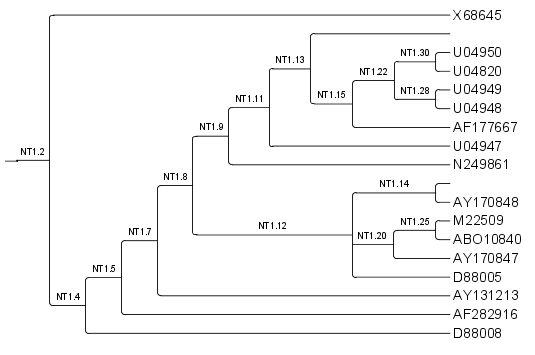 X68645
NT1.30
U04950
NT1.13
NT1.22
U04820
NT1.28
U04949
NT1.15
NT1.11
U04948
NT1.9
AF177667
U04947
NT1.2
N249861
NT1.8
NT1.14
AY170848
NT1.25
M22509
NT1.12
NT1.7
NT1.20
ABO10840
AY170847
NT1.5
D88005
NT1.4
AY131213
AF282916
D88008